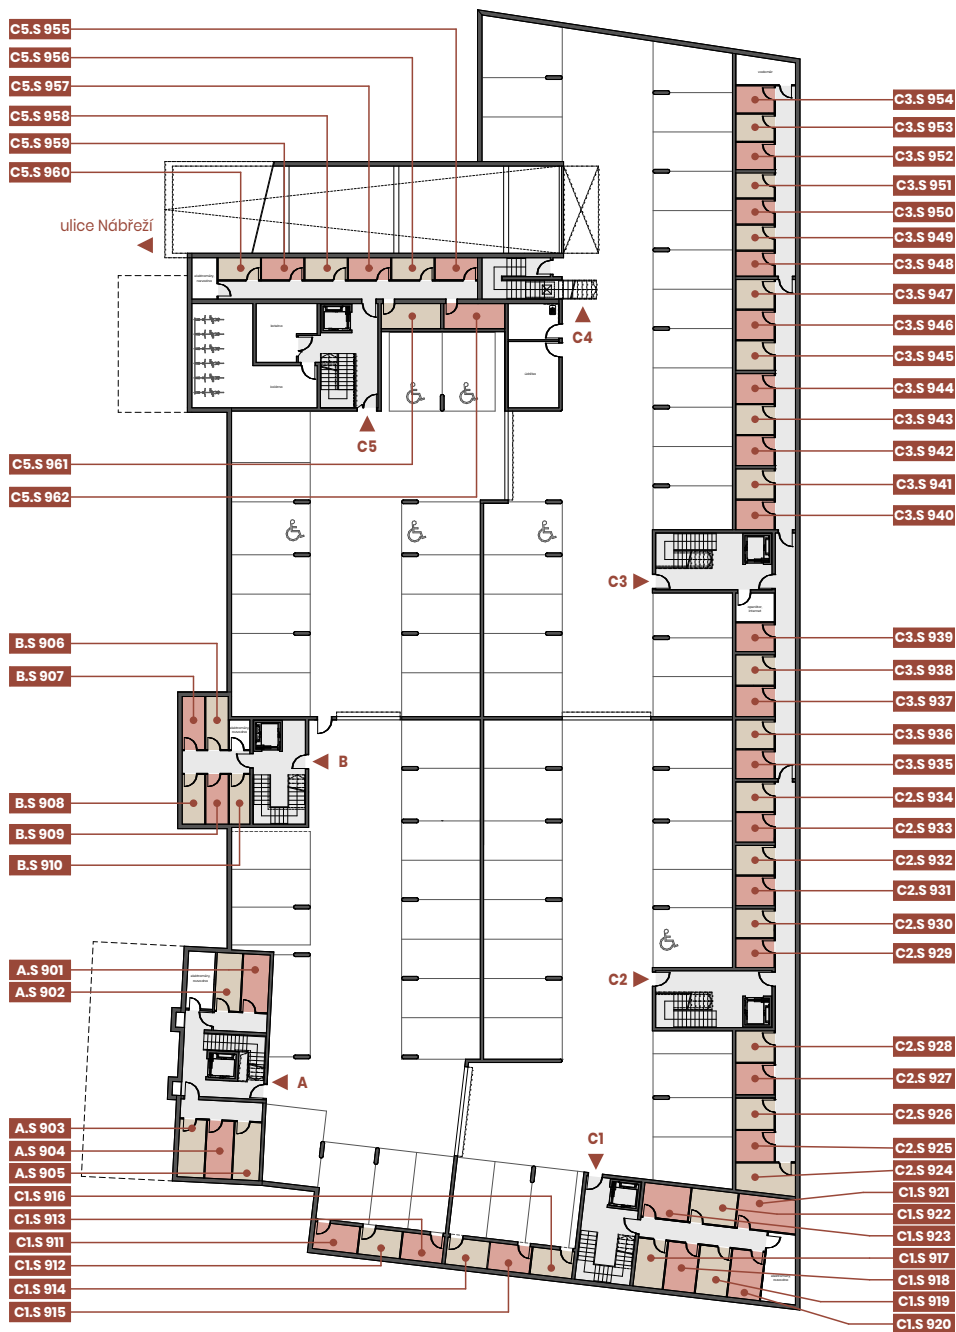 C5.S 955
C5.S 956
C5.S 957
C5.S 958
C5.S 959
C5.S 960
ulice Nábřeží
C4
C5
C5.S 961
C5.S 962
C3
B.S 906
B.S 907
B
B.S 908
B.S 909
B.S 910
A.S 901
A.S 902
C2
A
A.S 903
A.S 904
A.S 905
C1
C1.S 916
C1.S 913
C1.S 911
C1.S 912
C1.S 914
C1.S 915
C3.S 954
C3.S 953
C3.S 952
C3.S 951
C3.S 950
C3.S 949
C3.S 948
C3.S 947
C3.S 946
C3.S 945
C3.S 944
C3.S 943
C3.S 942
C3.S 941
C3.S 940
C3.S 939
C3.S 938
C3.S 937
C3.S 936
C3.S 935
C2.S 934
C2.S 933
C2.S 932
C2.S 931
C2.S 930
C2.S 929
C2.S 928
C2.S 927
C2.S 926
C2.S 925
C2.S 924
C1.S 921
C1.S 922
C1.S 923
C1.S 917
C1.S 918
C1.S 919
C1.S 920